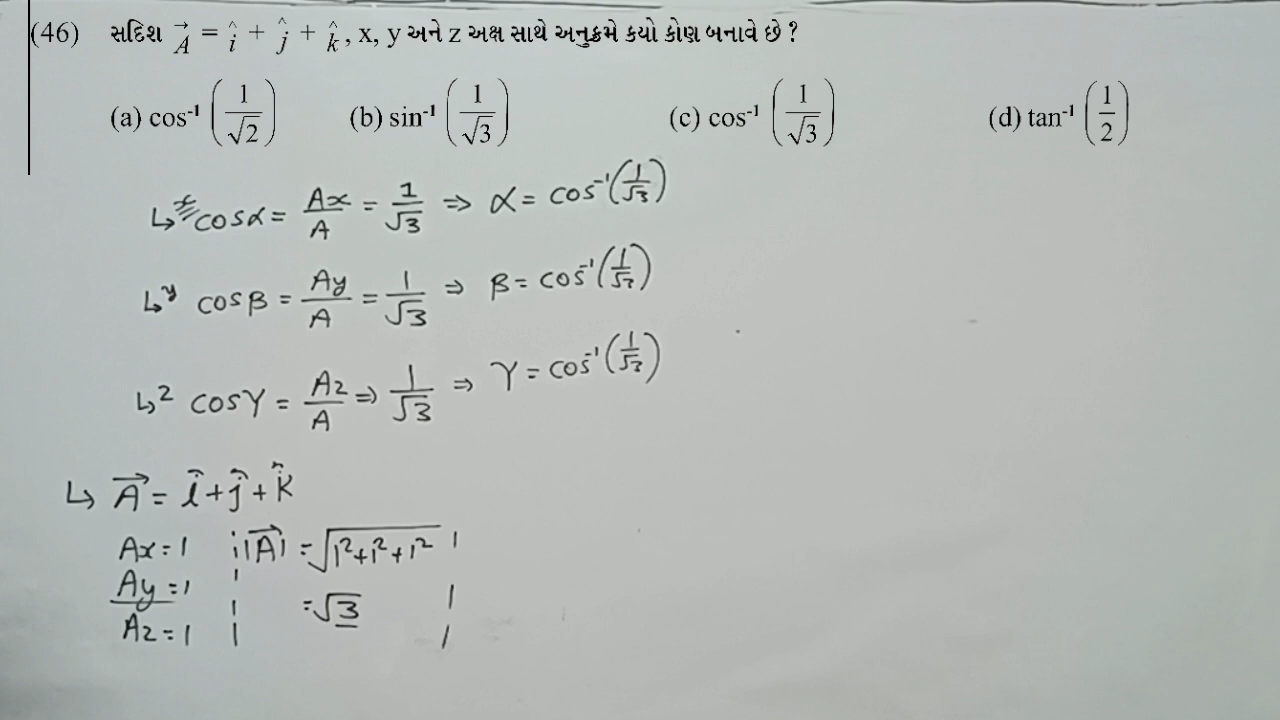 (46) સદિશ A⃗ = î + ĵ + k̂, x, y અને z અક્ષ સાથે અનુક્રમે કયો કોણ બનાવે છે ?
(a) cos⁻¹ (1/√2) (b) sin⁻¹ (1/√3) (c) cos⁻¹ (1/√3) (d) tan⁻¹ (1/2)
↳ x cosα = Ax/A = 1/√3 ⇒ α = cos⁻¹(1/√3)
↳ y cosβ = Ay/A = 1/√3 ⇒ β = cos⁻¹(1/√3)
↳ z cosγ = Az/A ⇒ 1/√3 ⇒ γ = cos⁻¹(1/√3)
↳ A⃗ = î + ĵ + k̂
Ax = 1 |A⃗| = √1²+1²+1²
Ay = 1 = √3
Az = 1